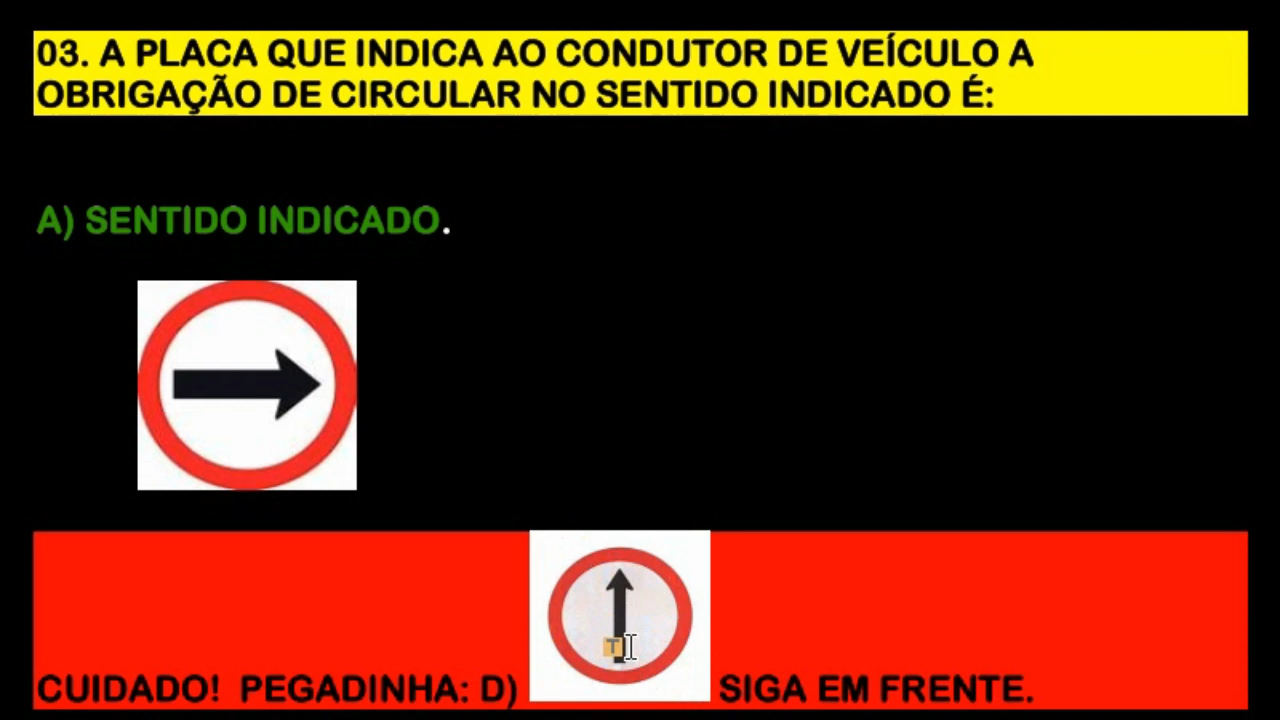 03. A PLACA QUE INDICA AO CONDUTOR DE VEÍCULO A
OBRIGAÇÃO DE CIRCULAR NO SENTIDO INDICADO É:
A) SENTIDO INDICADO.
T
CUIDADO! PEGADINHA: D) SIGA EM FRENTE.